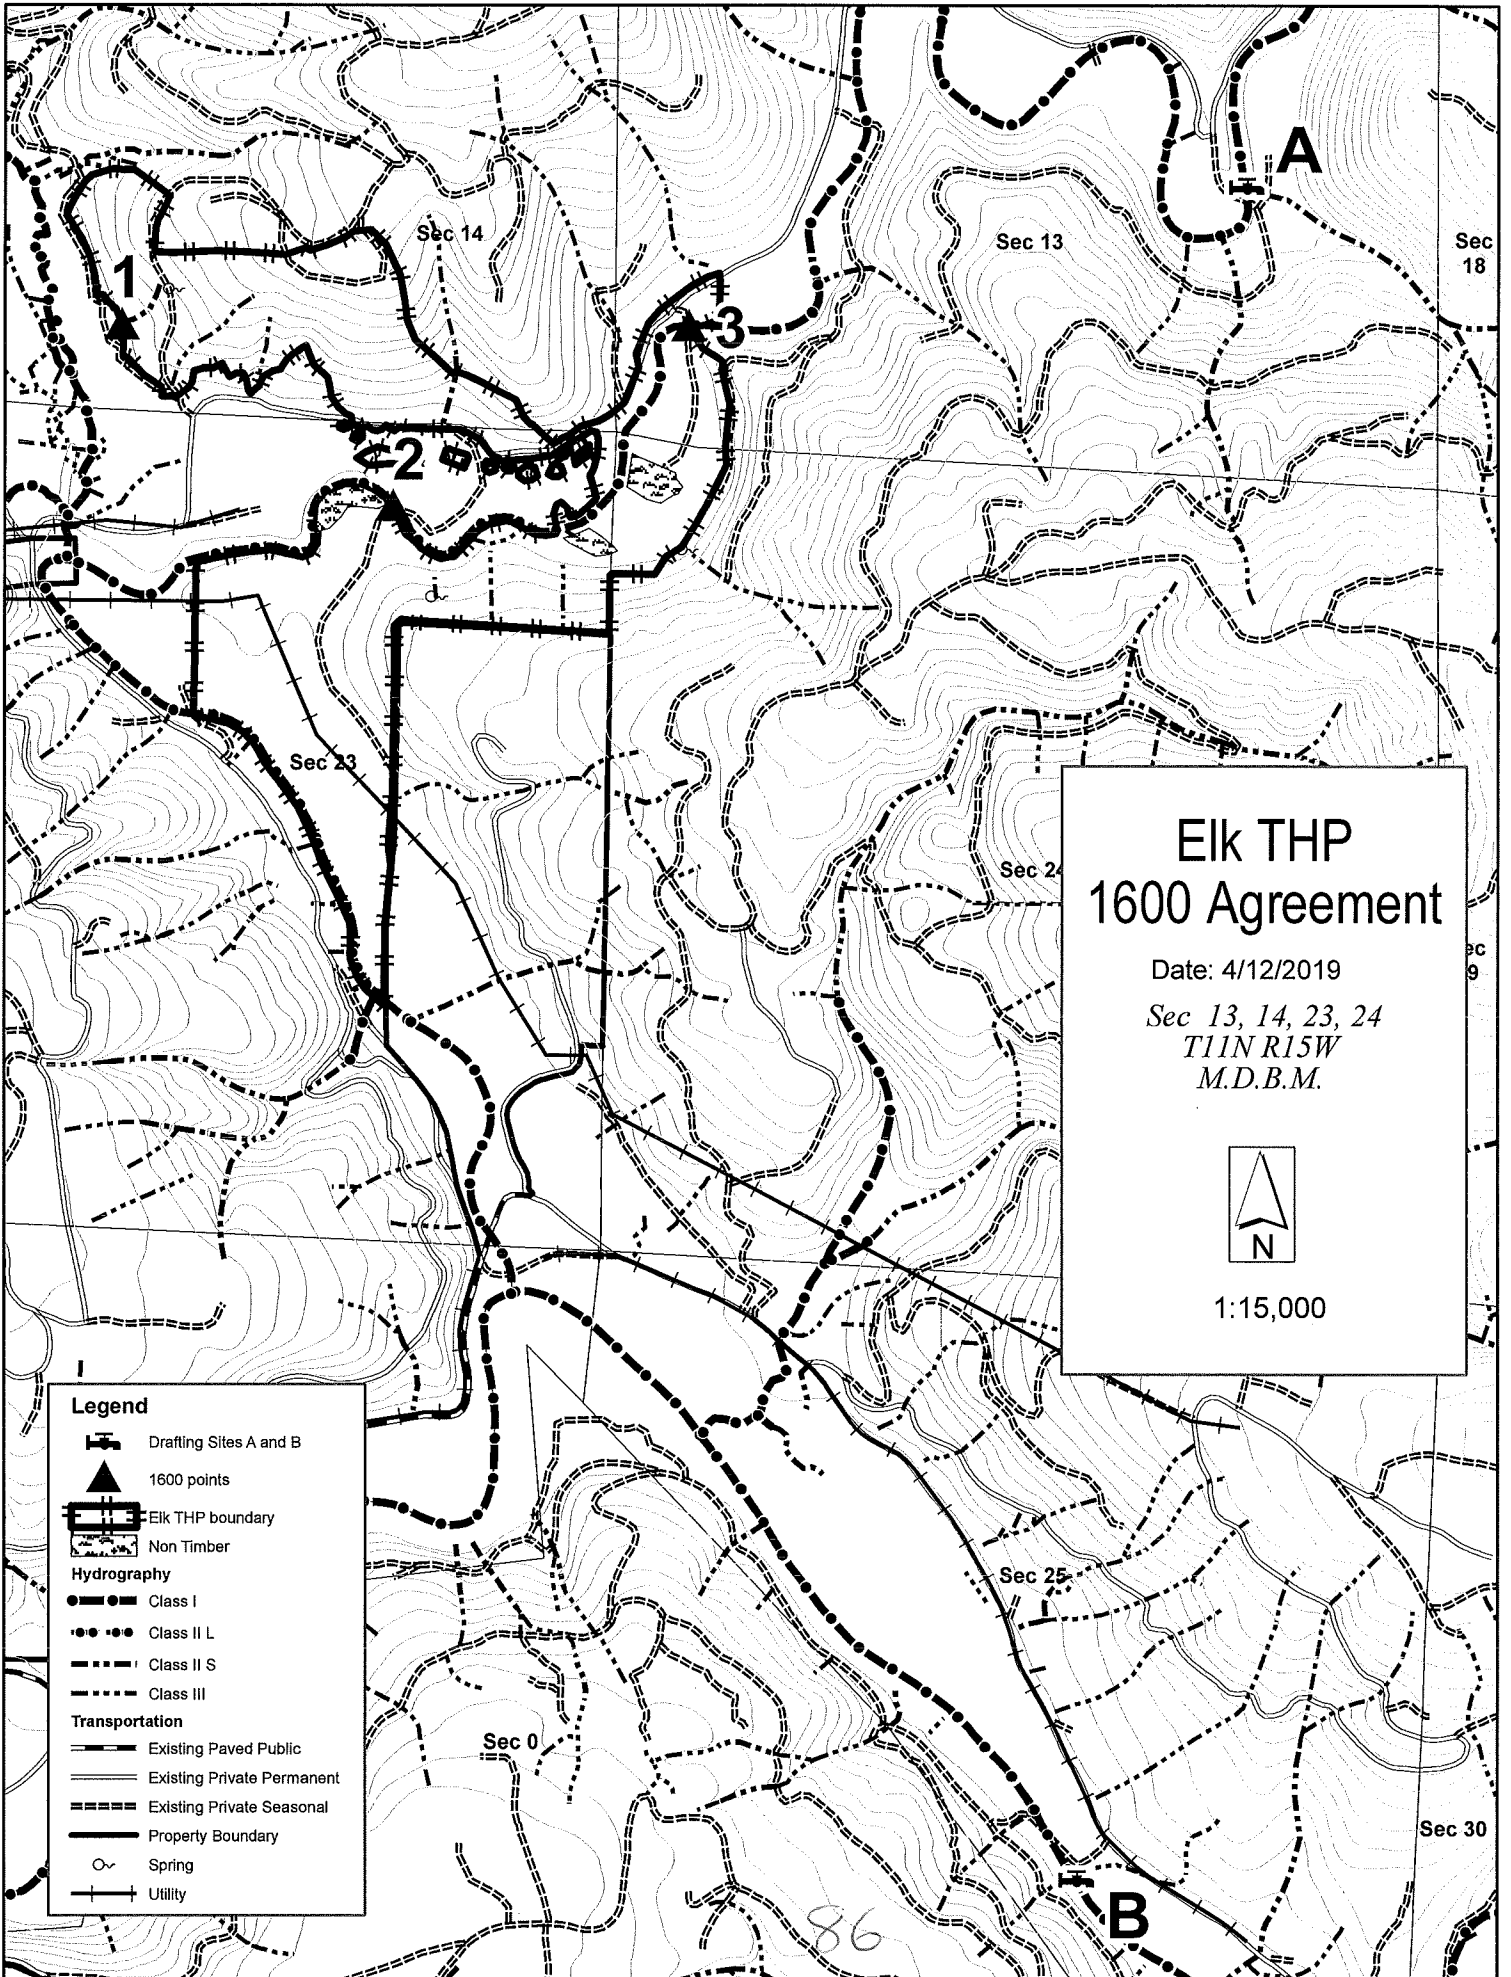 A
Sec 14
Sec 13
Sec
18
1
3
2
Sec 23
Sec 24
ec
9
Elk THP
1600 Agreement
Date: 4/12/2019
Sec 13, 14, 23, 24
T11N R15W
M.D.B.M.
N
1:15,000
Legend
Drafting Sites A and B
1600 points
Elk THP boundary
Non Timber
Hydrography
Class I
Class II L
Class II S
Class III
Transportation
Existing Paved Public
Existing Private Permanent
Existing Private Seasonal
Property Boundary
Spring
Utility
Sec 25
Sec 0
Sec 30
B
86